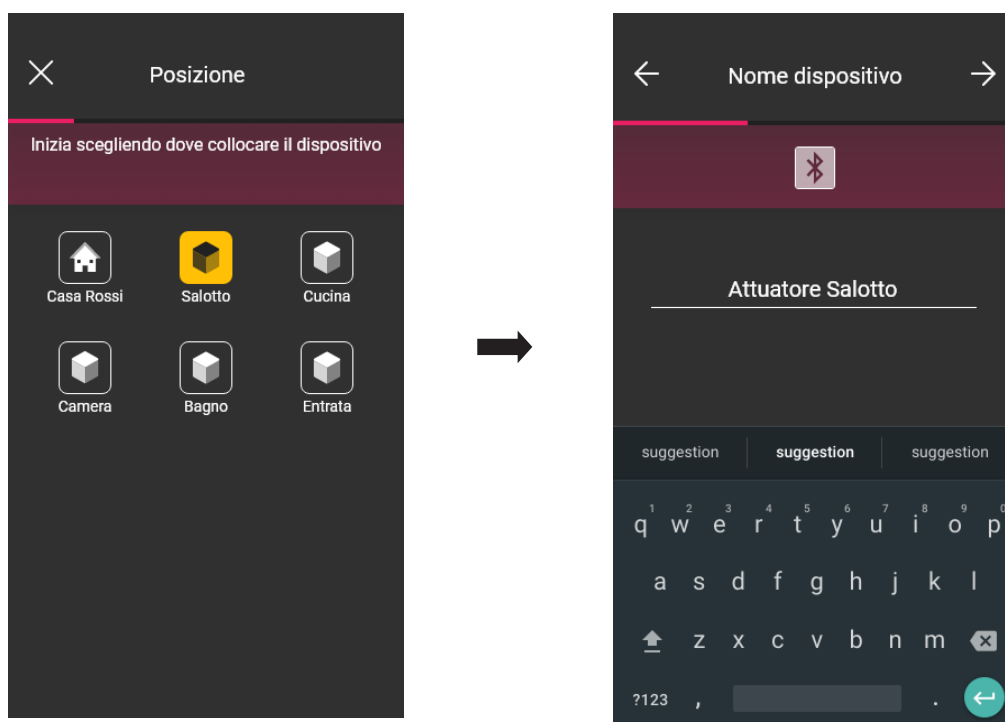 Posizione
Inizia scegliendo dove collocare il dispositivo
Casa Rossi Salotto Cucina
Camera Bagno Entrata
Nome dispositivo
Attuatore Salotto
suggestion suggestion suggestion
1 2 3 4 5 6 7 8 9 0
q w e r t y u i o p
a s d f g h j k l
z x c v b n m
?123 , .